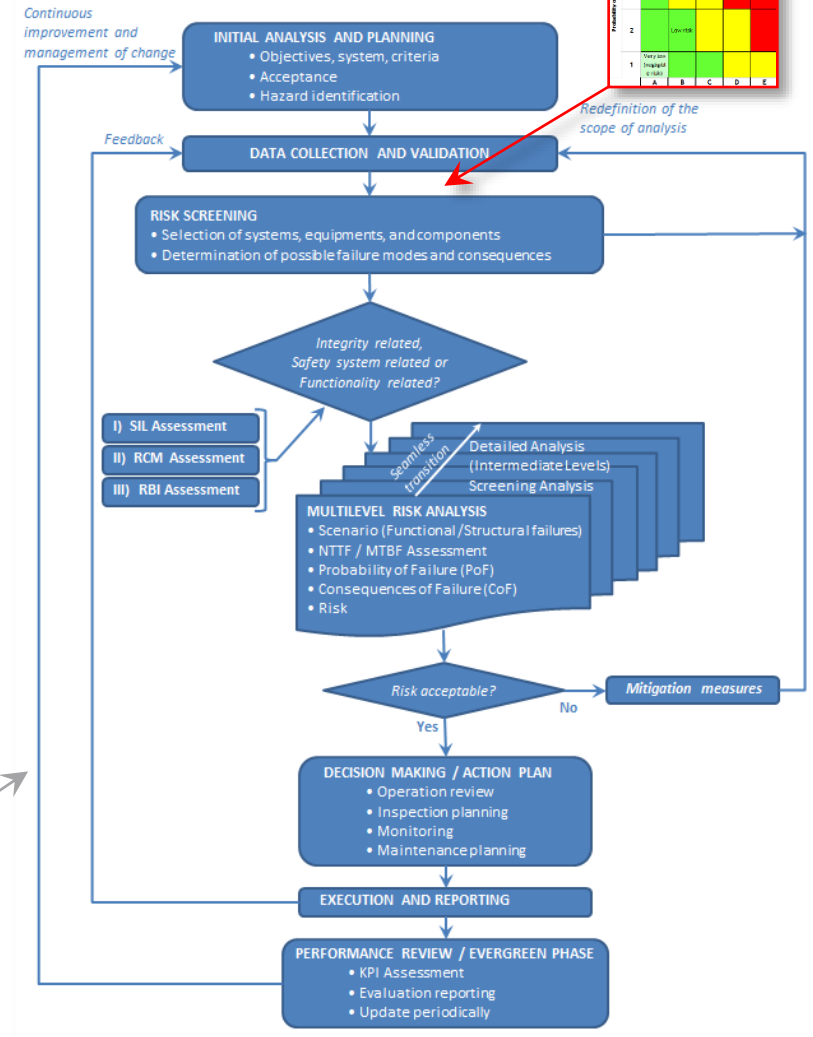 Continuous
improvement and
management of change
INITIAL ANALYSIS AND PLANNING
• Objectives, system, criteria
• Acceptance
• Hazard identification
2
Low risk
1
Very low
A B C D E
Redefinition of the
scope of analysis
Feedback
DATA COLLECTION AND VALIDATION
RISK SCREENING
• Selection of systems, equipments, and components
• Determination of possible failure modes and consequences
Integrity related,
Safety system related or
Functionality related?
I) SIL Assessment
II) RCM Assessment
III) RBI Assessment
Seamless
transition
Detailed Analysis
(Intermediate Levels)
Screening Analysis
MULTILEVEL RISK ANALYSIS
• Scenario (Functional /Structural failures)
• NTTF / MTBF Assessment
• Probability of Failure (PoF)
• Consequences of Failure (CoF)
• Risk
Risk acceptable?
Mitigation measures
No
Yes
DECISION MAKING / ACTION PLAN
• Operation review
• Inspection planning
• Monitoring
• Maintenance planning
EXECUTION AND REPORTING
PERFORMANCE REVIEW / EVERGREEN PHASE
• KPI Assessment
• Evaluation reporting
• Update periodically